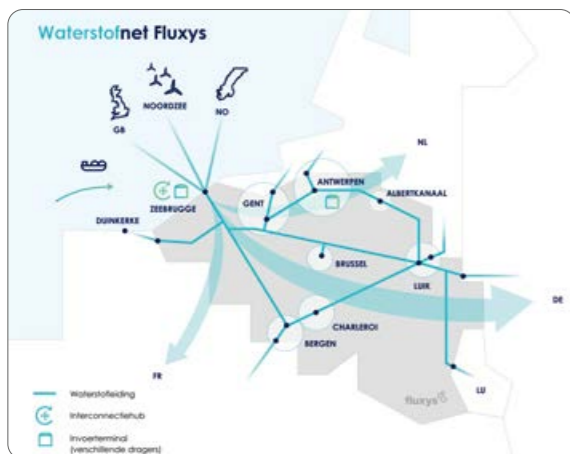 Waterstofnet Fluxys
NOORDZEE
GB
NO
NL
ANTWERPEN
GENT
ALBERTKANAAL
ZEEBRUGGE
DUINKERKE
BRUSSEL
LUIK
DE
CHARLEROI
BERGEN
FR
LU
fluxys
Waterstofleiding
Interconnectiehub
Invoerterminal
(verschillende dragers)